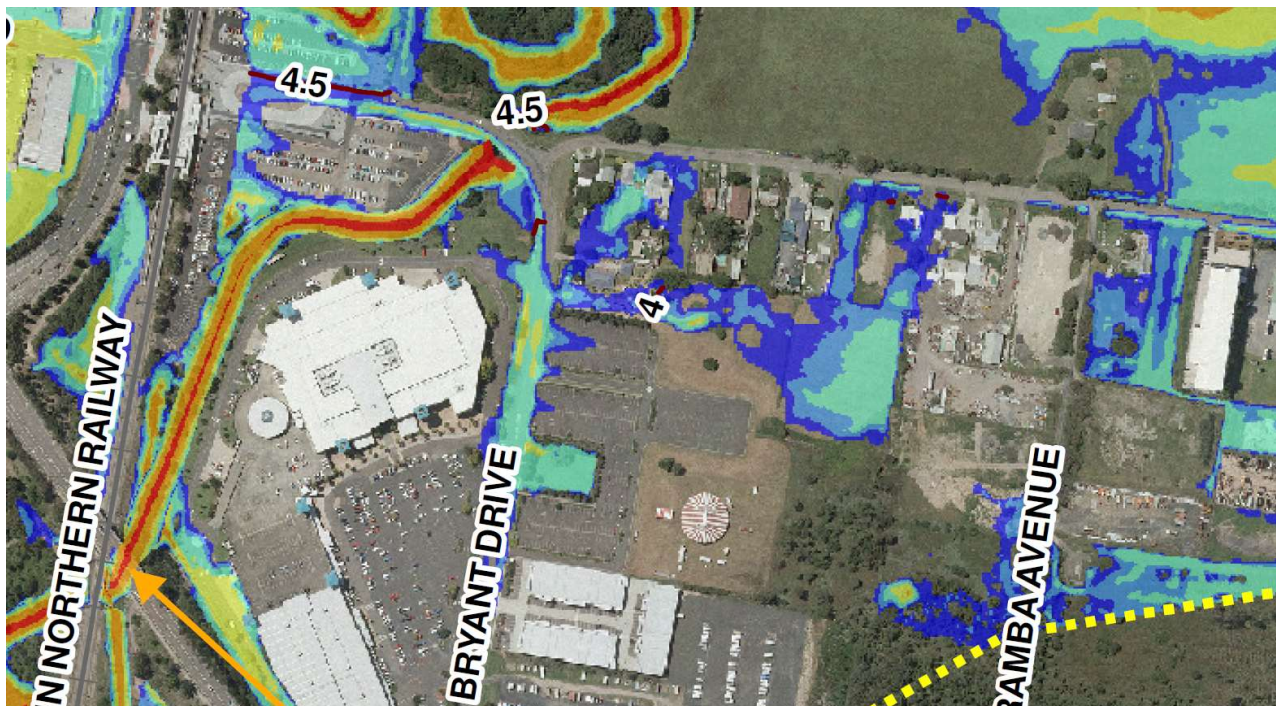 4.5
4.5
4
N NORTHERN RAILWAY
BRYANT DRIVE
RAMBA AVENUE